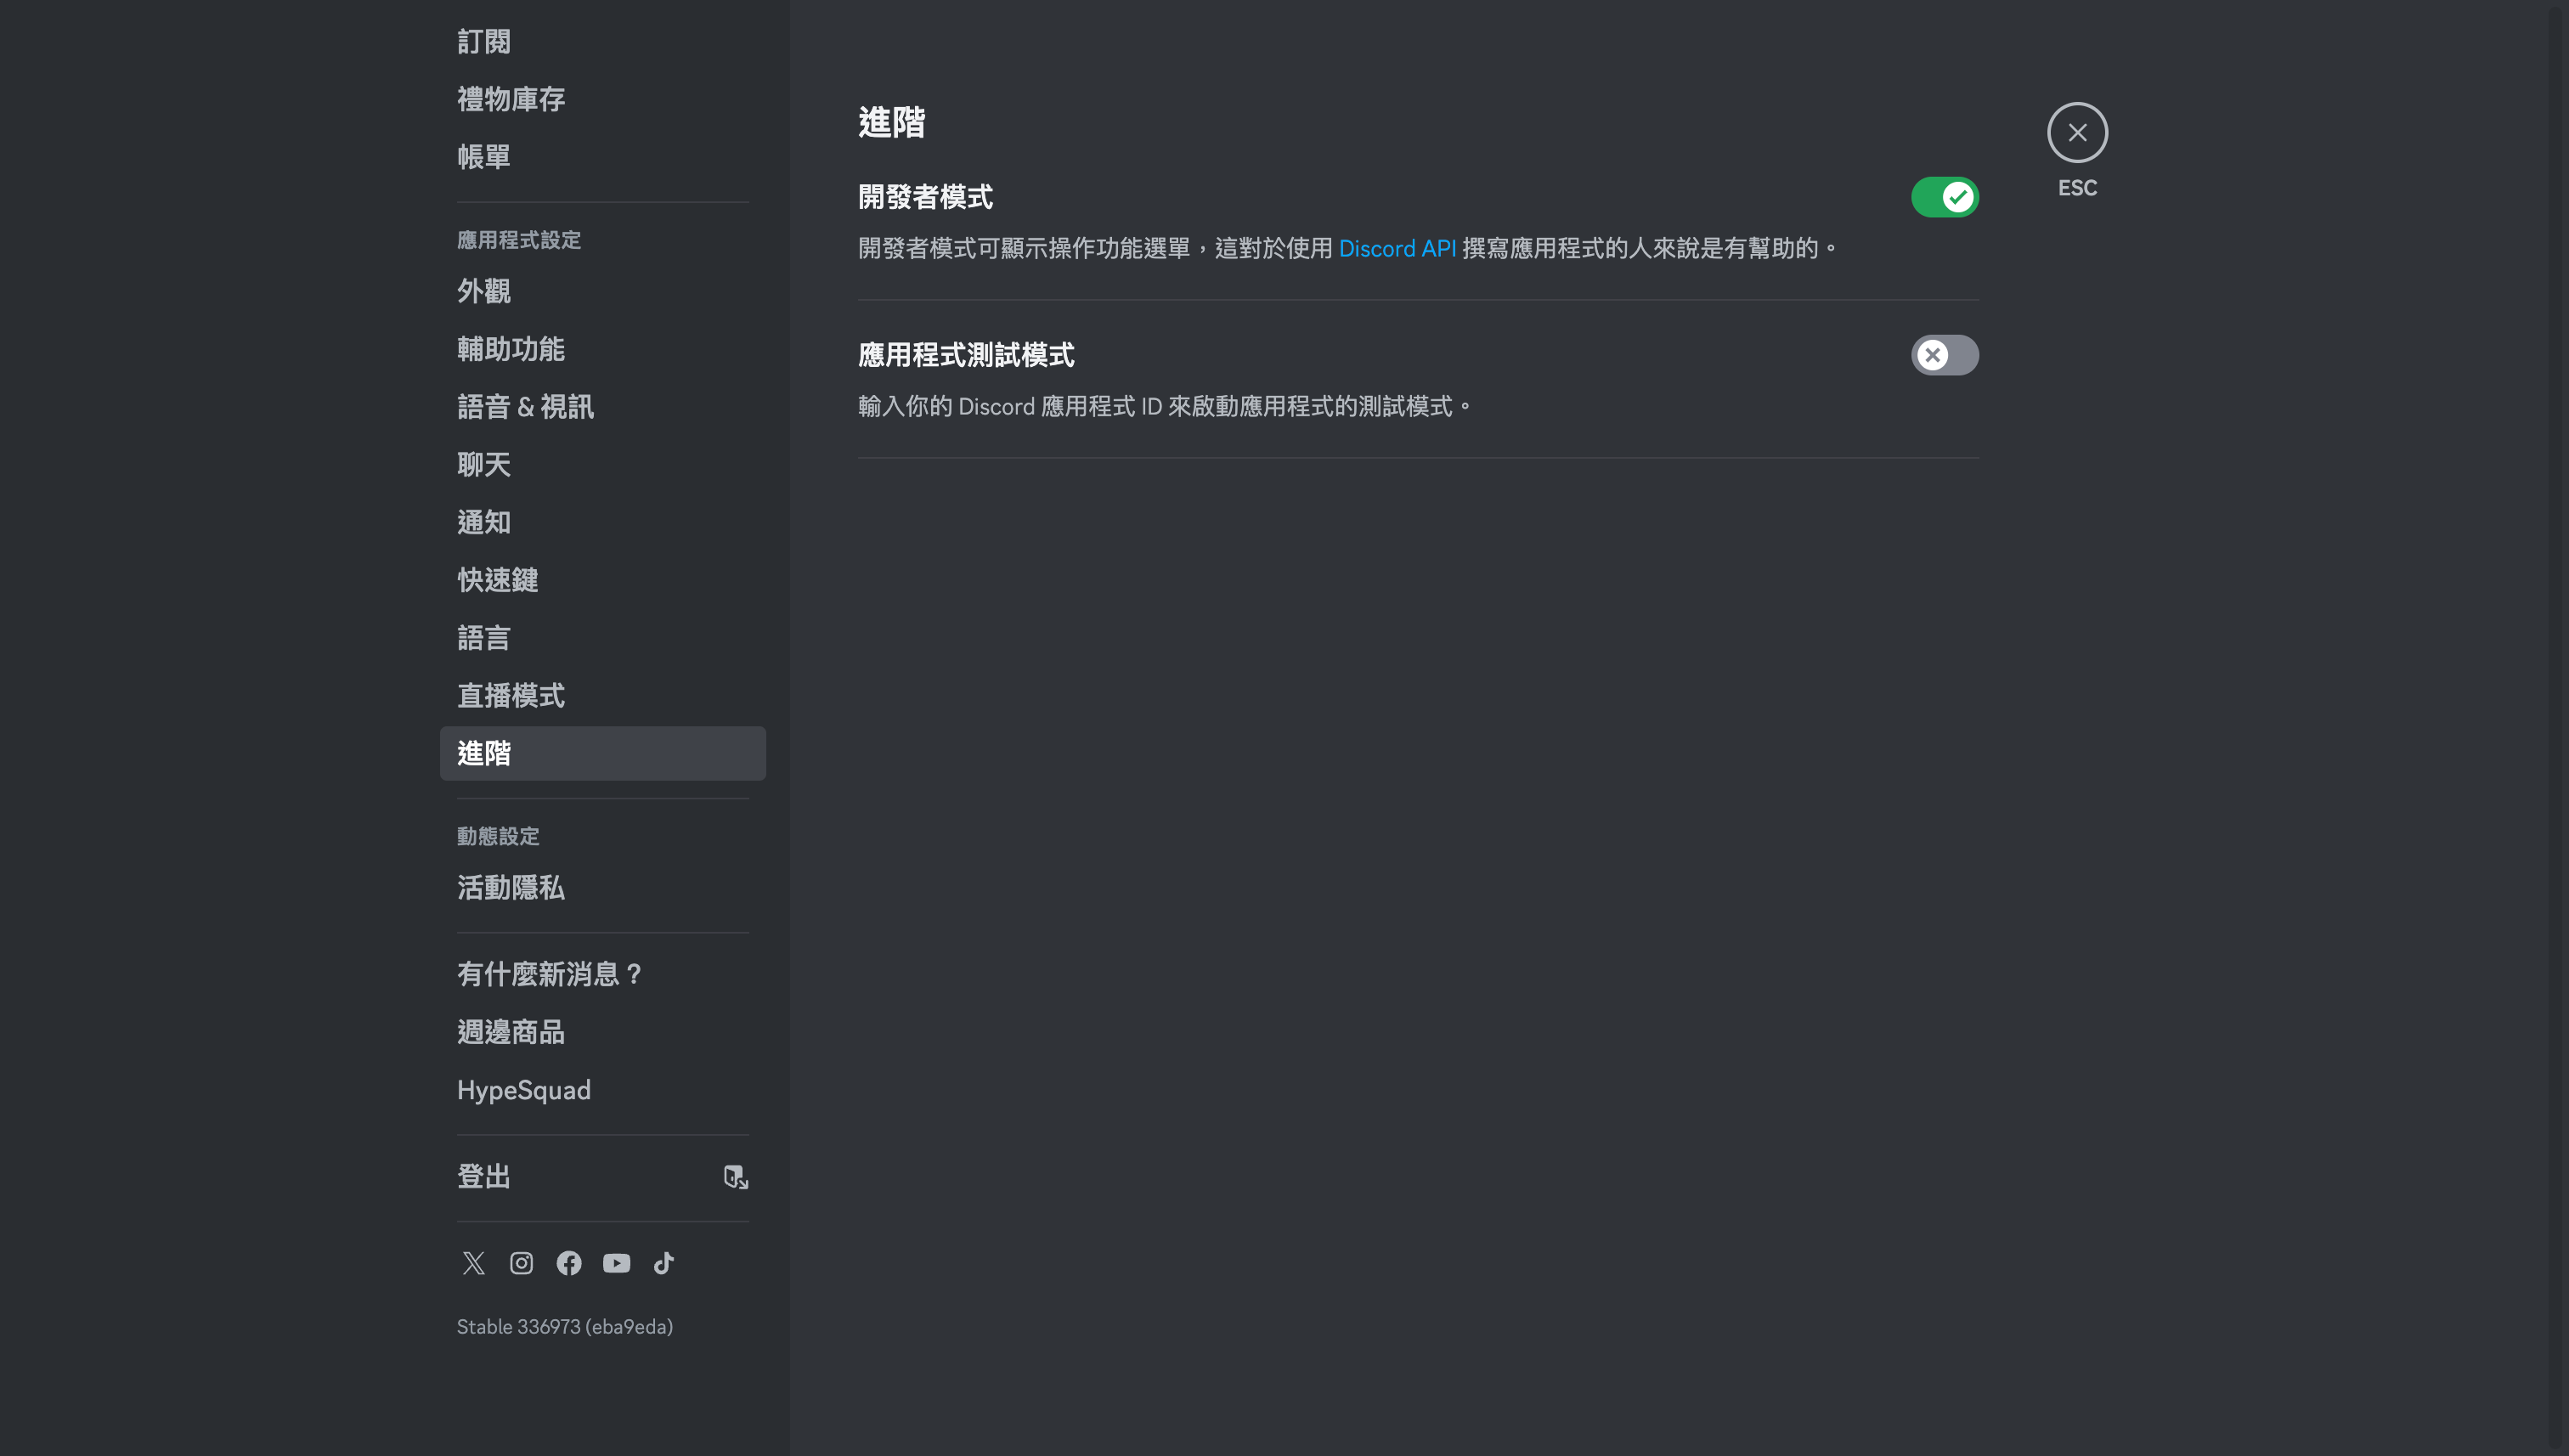 訂閱
禮物庫存
帳單
應用程式設定
外觀
輔助功能
語音 & 視訊
聊天
通知
快速鍵
語言
直播模式
進階
動態設定
活動隱私
有什麼新消息？
週邊商品
HypeSquad
登出
Stable 336973 (eba9eda)
進階
開發者模式
開發者模式可顯示操作功能選單，這對於使用 Discord API 撰寫應用程式的人來說是有幫助的。
應用程式測試模式
輸入你的 Discord 應用程式 ID 來啟動應用程式的測試模式。
ESC